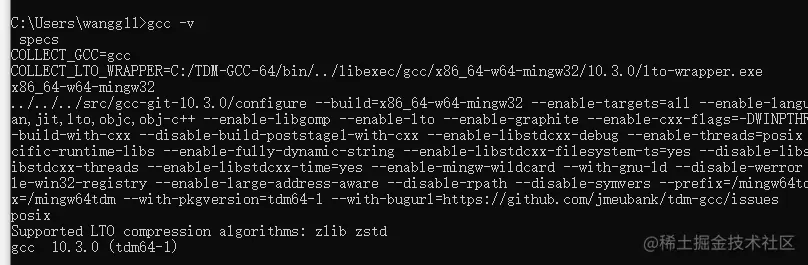 C:\Users\wanggl1>gcc -v
specs
COLLECT_GCC=gcc
COLLECT_LTO_WRAPPER=C:/TDM-GCC-64/bin/../libexec/gcc/x86_64-w64-mingw32/10.3.0/lto-wrapper.exe
x86_64-w64-mingw32
../../../src/gcc-git-10.3.0/configure --build=x86_64-w64-mingw32 --enable-targets=all --enable-langu
an,jit,lto,objc,obj-c++ --enable-libgomp --enable-lto --enable-graphite --enable-cxx-flags=-DWINPTHR
-build-with-cxx --disable-build-poststage1-with-cxx --enable-libstdcxx-debug --enable-threads=posix
cific-runtime-libs --enable-fully-dynamic-string --enable-libstdcxx-filesystem-ts=yes --disable-libs
ibstdcxx-threads --enable-libstdcxx-time=yes --enable-mingw-wildcard --with-gnu-ld --disable-werror
le-win32-registry --enable-large-address-aware --disable-rpath --disable-symvers --prefix=/mingw64td
x=/mingw64tdm --with-pkgversion=tdm64-1 --with-bugurl=https://github.com/jmeubank/tdm-gcc/issues
posix
Supported LTO compression algorithms: zlib zstd
gcc 10.3.0 (tdm64-1)
@稀土掘金技术社区